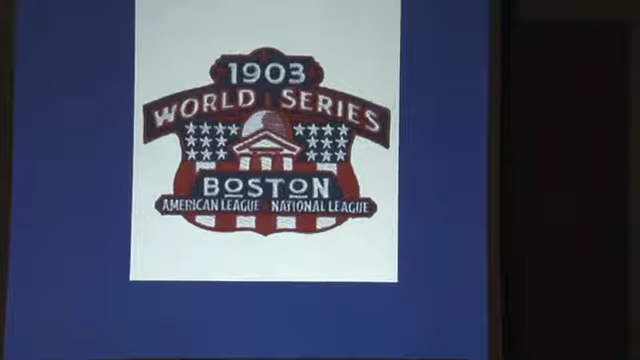 1903
WORLD SERIES
BOSTON
AMERICAN LEAGUE NATIONAL LEAGUE